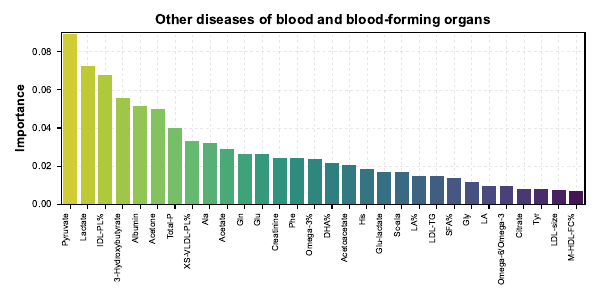 Other diseases of blood and blood-forming organs
Importance
0.08
0.06
0.04
0.02
0.00
Pyruvate
Lactate
IDL-PL%
3-Hydroxybutyrate
Albumin
Acetone
Total-P
XS-VLDL-PL%
Ala
Acetate
Gln
Glu
Creatinine
Phe
Omega-3%
DHA%
Acetoacetate
His
Glu-lactate
S-ala
LA%
LDL-TG
SFA%
Gly
LA
Omega-6/Omega-3
Citrate
Tyr
LDL-size
M-HDL-FC%